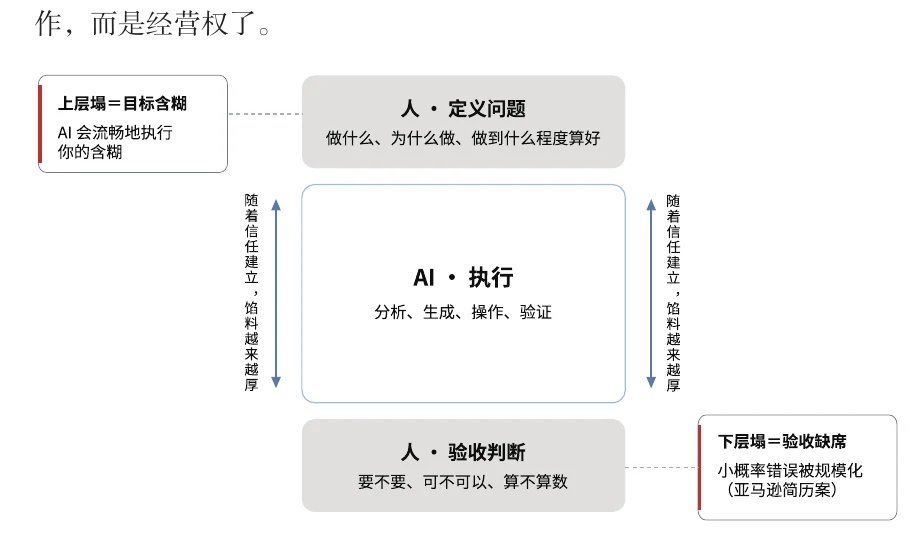 作，而是经营权了。
上层塌＝目标含糊
AI 会流畅地执行
你的含糊
人 · 定义问题
做什么、为什么做、做到什么程度算好
随着信任建立，馅料越来越厚
AI · 执行
分析、生成、操作、验证
随着信任建立，馅料越来越厚
人 · 验收判断
要不要、可不可以、算不算数
下层塌＝验收缺席
小概率错误被规模化
（亚马逊简历案）